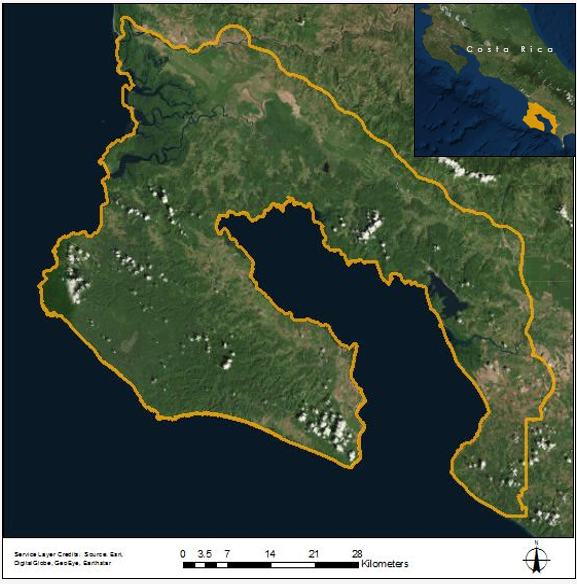 Costa Rica
N
Service Layer Credits: Source: Esri,
DigitalGlobe, GeoEye, Earthstar
0 3.5 7 14 21 28
Kilometers